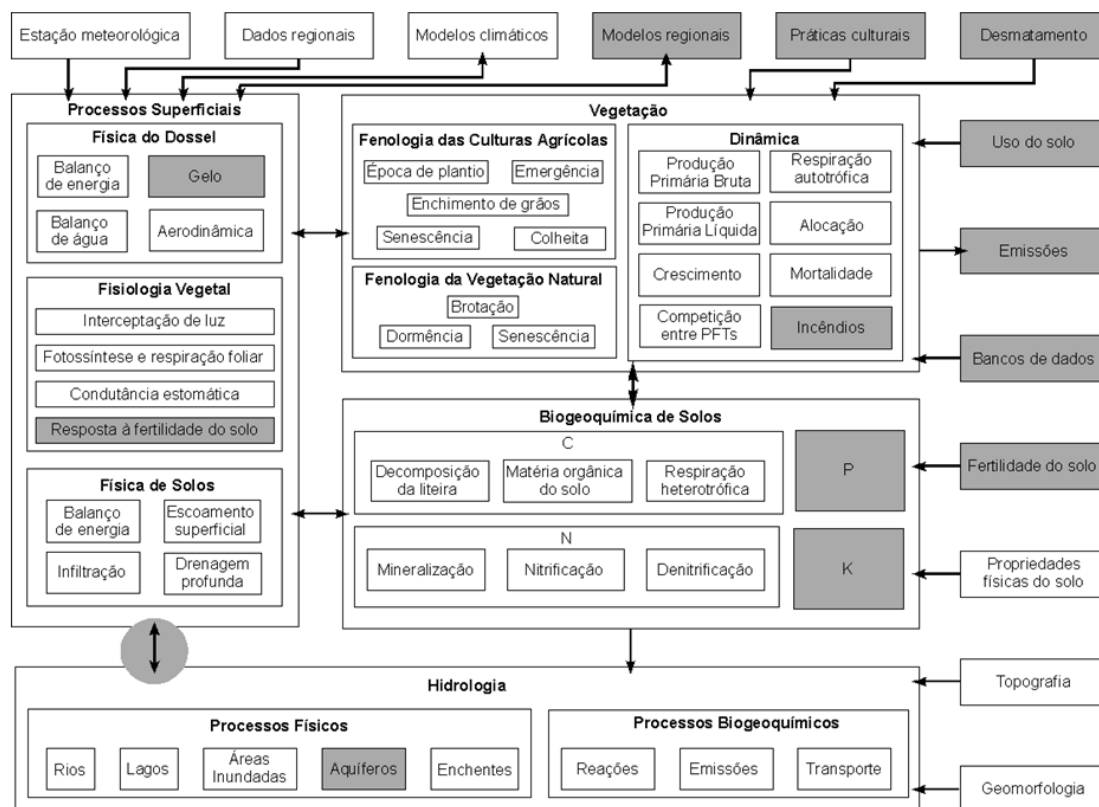 Estação meteorológica
Dados regionais
Modelos climáticos
Modelos regionais
Práticas culturais
Desmatamento
Processos Superficiais
Física do Dossel
Balanço
de energia
Gelo
Balanço
de água
Aerodinâmica
Fisiologia Vegetal
Interceptação de luz
Fotossíntese e respiração foliar
Condutância estomática
Resposta à fertilidade do solo
Física de Solos
Balanço
de energia
Escoamento
superficial
Infiltração
Drenagem
profunda
Vegetação
Fenologia das Culturas Agrícolas
Época de plantio
Emergência
Enchimento de grãos
Senescência
Colheita
Fenologia da Vegetação Natural
Brotação
Dormência
Senescência
Dinâmica
Produção
Primária Bruta
Respiração
autotrófica
Produção
Primária Líquida
Alocação
Crescimento
Mortalidade
Competição
entre PFTs
Incêndios
Uso do solo
Emissões
Bancos de dados
Biogeoquímica de Solos
C
Decomposição
da liteira
Matéria orgânica
do solo
Respiração
heterotrófica
P
N
Mineralização
Nitrificação
Denitrificação
K
Fertilidade do solo
Propriedades
físicas do solo
Hidrologia
Processos Físicos
Rios
Lagos
Áreas
Inundadas
Aquíferos
Enchentes
Processos Biogeoquímicos
Reações
Emissões
Transporte
Topografia
Geomorfologia